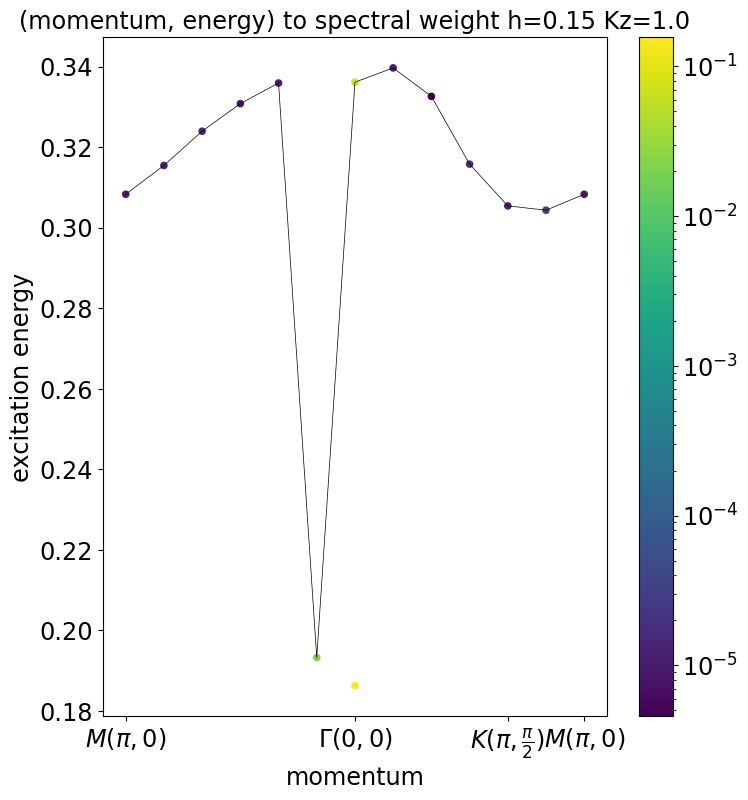 (momentum, energy) to spectral weight h=0.15 Kz=1.0
0.34
0.32
0.30
0.28
0.26
0.24
0.22
0.20
0.18
excitation energy
M(π, 0)
Γ(0, 0)
K(π, π/2)
M(π, 0)
momentum
10⁻¹
10⁻²
10⁻³
10⁻⁴
10⁻⁵